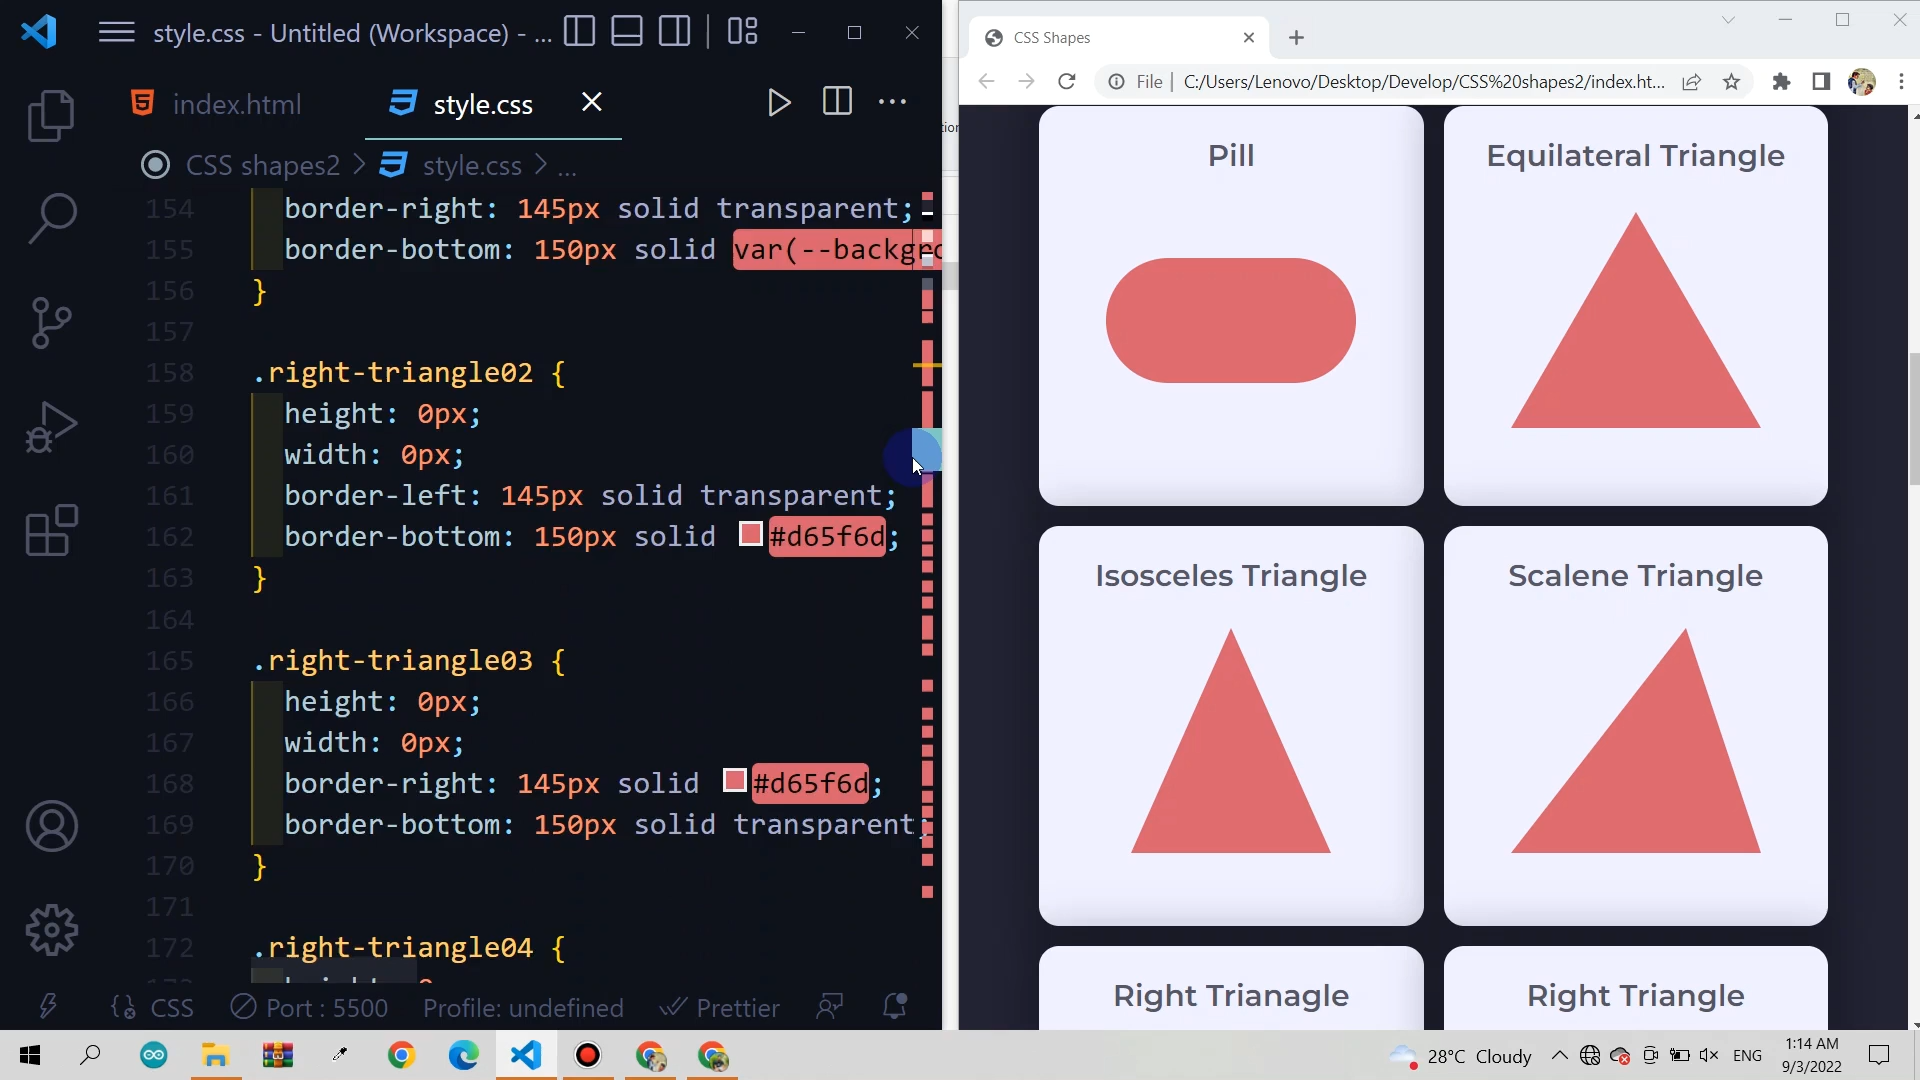 style.css - Untitled (Workspace) - ...
index.html
style.css
CSS shapes2 > style.css > ...
154 border-right: 145px solid transparent;
155 border-bottom: 150px solid var(--backgro
156 }
157
158 .right-triangle02 {
159 height: 0px;
160 width: 0px;
161 border-left: 145px solid transparent;
162 border-bottom: 150px solid #d65f6d;
163 }
164
165 .right-triangle03 {
166 height: 0px;
167 width: 0px;
168 border-right: 145px solid #d65f6d;
169 border-bottom: 150px solid transparent;
170 }
171
172 .right-triangle04 {
CSS
Port : 5500
Profile: undefined
Prettier
CSS Shapes
File | C:/Users/Lenovo/Desktop/Develop/CSS%20shapes2/index.ht...
Pill
Equilateral Triangle
Isosceles Triangle
Scalene Triangle
Right Trianagle
Right Triangle
28°C Cloudy
ENG
1:14 AM
9/3/2022